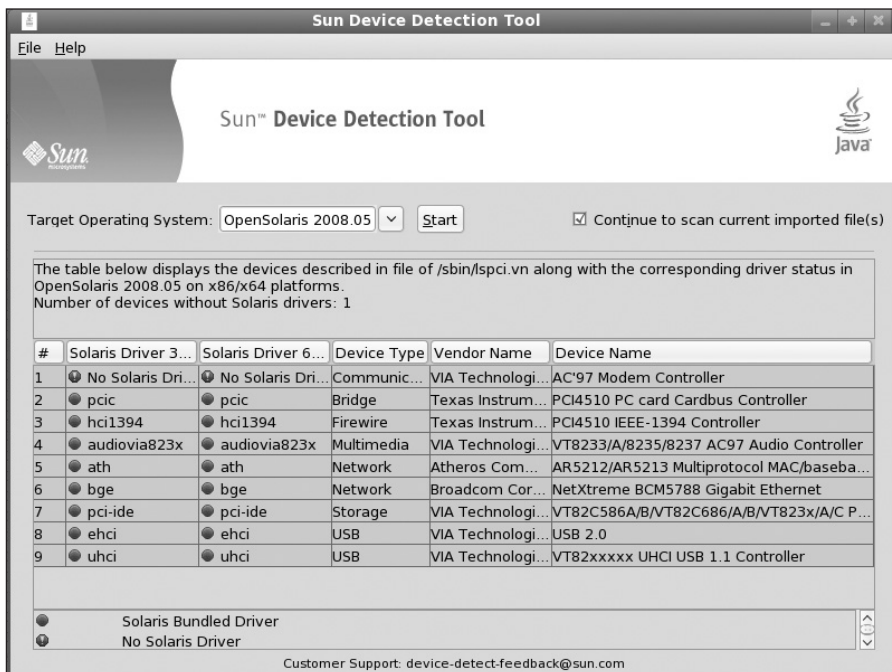 Sun Device Detection Tool
File Help
Sun™ Device Detection Tool
Sun
microsystems
Java
Target Operating System: OpenSolaris 2008.05 Start Continue to scan current imported file(s)
The table below displays the devices described in file of /sbin/lspci.vn along with the corresponding driver status in
OpenSolaris 2008.05 on x86/x64 platforms.
Number of devices without Solaris drivers: 1
# Solaris Driver 3... Solaris Driver 6... Device Type Vendor Name Device Name
1 No Solaris Dri... No Solaris Dri... Communic... VIA Technologi... AC'97 Modem Controller
2 pcic pcic Bridge Texas Instrum... PCI4510 PC card Cardbus Controller
3 hci1394 hci1394 Firewire Texas Instrum... PCI4510 IEEE-1394 Controller
4 audiovia823x audiovia823x Multimedia VIA Technologi... VT8233/A/8235/8237 AC97 Audio Controller
5 ath ath Network Atheros Com... AR5212/AR5213 Multiprotocol MAC/baseba...
6 bge bge Network Broadcom Cor... NetXtreme BCM5788 Gigabit Ethernet
7 pci-ide pci-ide Storage VIA Technologi... VT82C586A/B/VT82C686/A/B/VT823x/A/C P...
8 ehci ehci USB VIA Technologi... USB 2.0
9 uhci uhci USB VIA Technologi... VT82xxxxx UHCI USB 1.1 Controller
Solaris Bundled Driver
No Solaris Driver
Customer Support: device-detect-feedback@sun.com